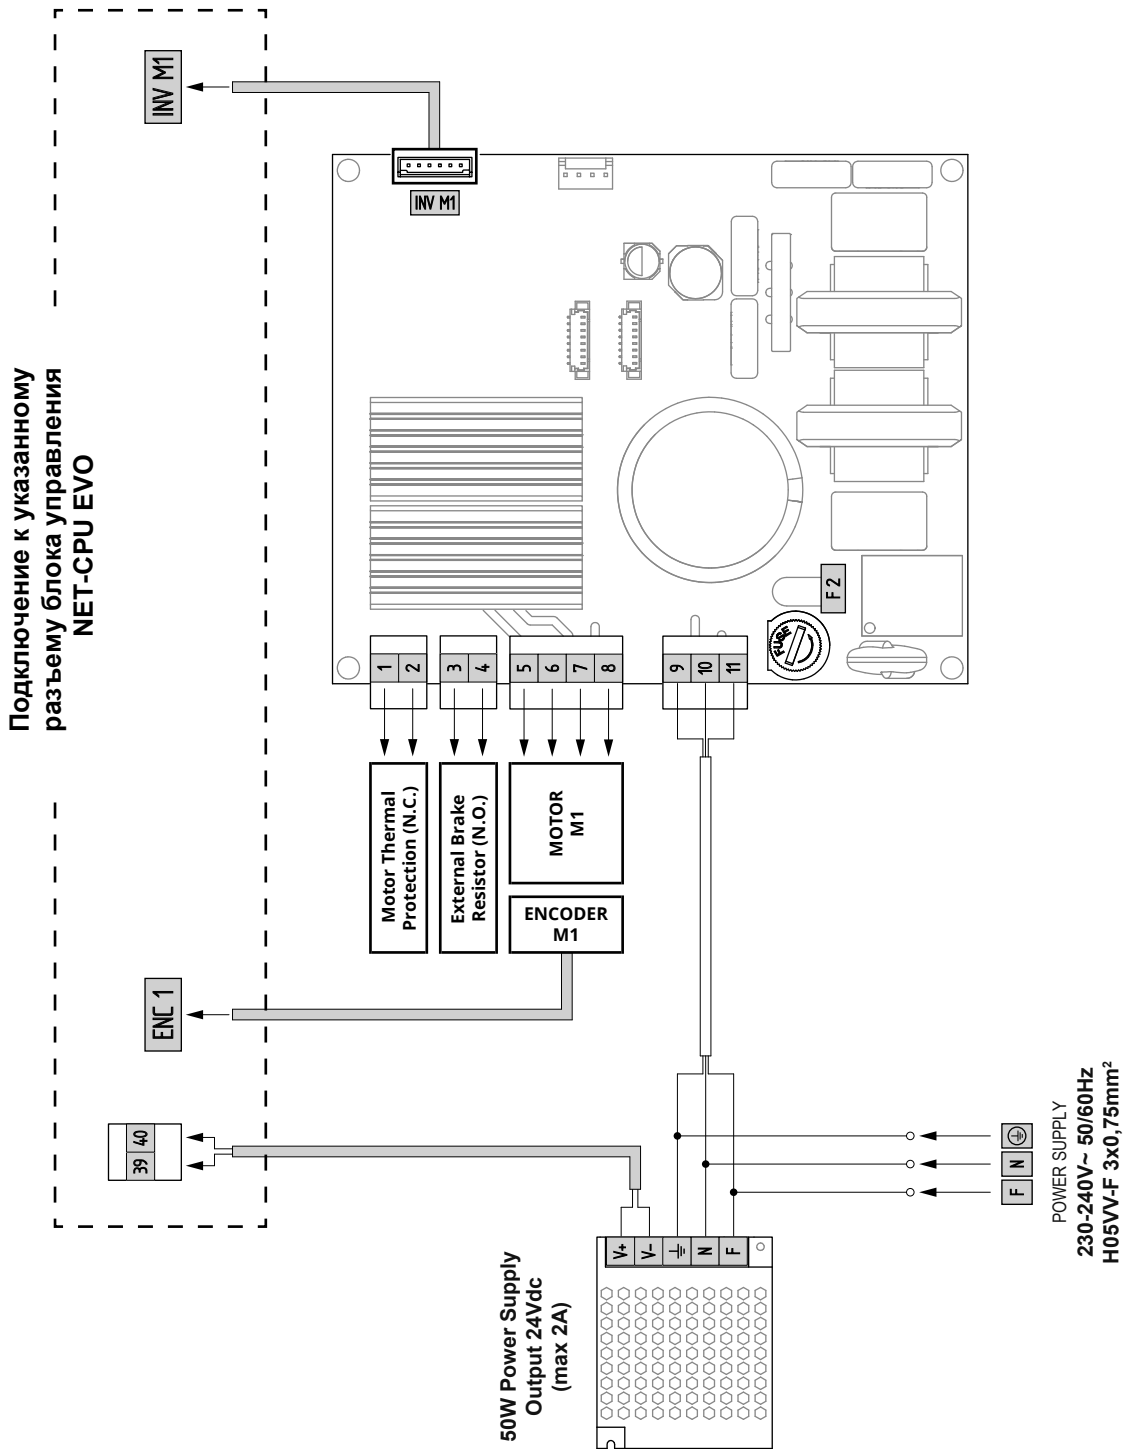 Подключение к указанному
разъему блока управления
NET-CPU EVO
INV M1
INV M1
ENC 1
39 40
F 2
FUSE
1
2
3
4
5
6
7
8
9
10
11
Motor Thermal
Protection (N.C.)
External Brake
Resistor (N.O.)
MOTOR
M1
ENCODER
M1
50W Power Supply
Output 24Vdc
(max 2A)
V+
V-
N
F
F
N
POWER SUPPLY
230-240V~ 50/60Hz
H05VV-F 3x0,75mm²